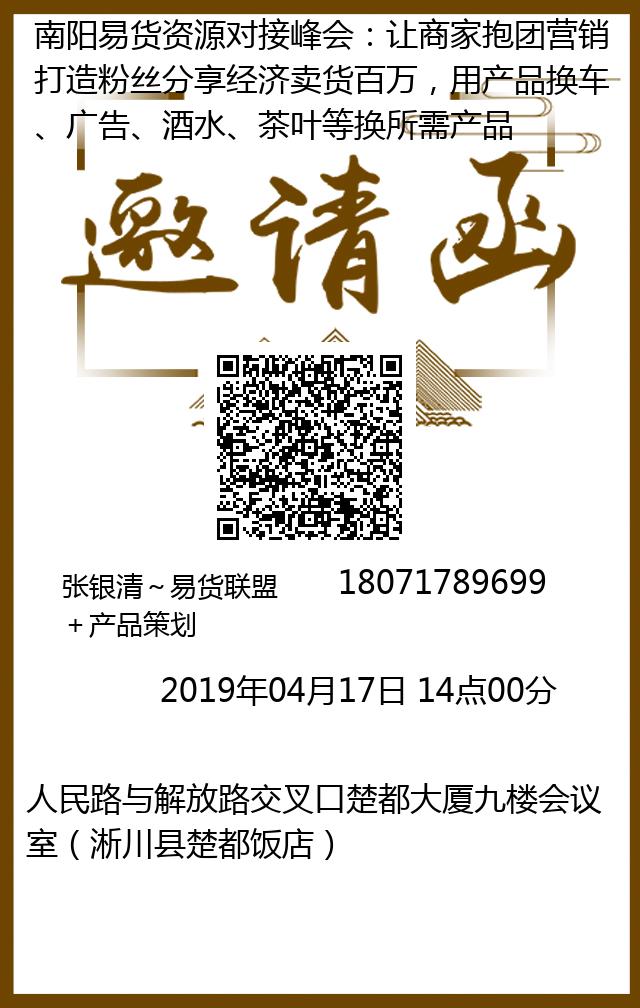 南阳易货资源对接峰会：让商家抱团营销
打造粉丝分享经济卖货百万，用产品换车
、广告、酒水、茶叶等换所需产品
邀请函
张银清～易货联盟
＋产品策划
18071789699
2019年04月17日 14点00分
人民路与解放路交叉口楚都大厦九楼会议
室（淅川县楚都饭店）